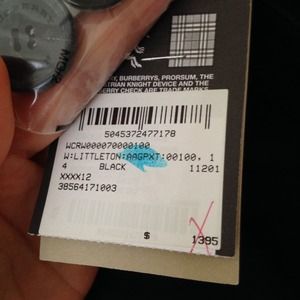 Y, BURBERRYS, PRORSUM, THE
TRIAN KNIGHT DEVICE AND THE
ERRY CHECK ARE TRADE MARKS
5045372477178
WCRW000070000100
W:LITTLETON:AAGPXT:00100, 1
4 BLACK 11201
XXXX12
38564171003
$ 1395